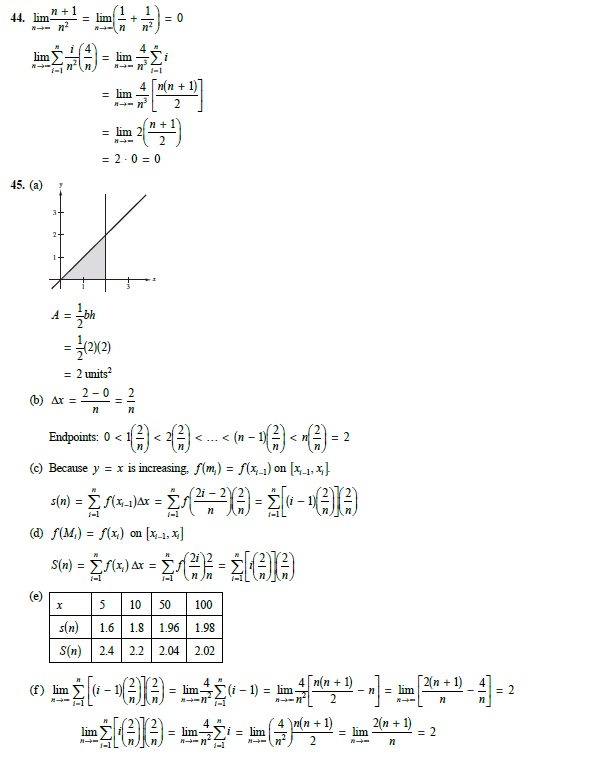 44. lim_{n→∞} (n + 1)/n² = lim_{n→∞} (1/n + 1/n²) = 0
lim_{n→∞} Σ_{i=1}^{n} i/n² (4/n) = lim_{n→∞} 4/n³ Σ_{i=1}^{n} i
= lim_{n→∞} 4/n³ [n(n + 1)/2]
= lim_{n→∞} 2((n + 1)/2)
= 2 · 0 = 0
45. (a)
y
3
2
1
1 3 x
A = 1/2 bh
= 1/2 (2)(2)
= 2 units²
(b) Δx = (2 − 0)/n = 2/n
Endpoints: 0 < 1(2/n) < 2(2/n) < ... < (n − 1)(2/n) < n(2/n) = 2
(c) Because y = x is increasing, f(m_i) = f(x_{i−1}) on [x_{i−1}, x_i].
s(n) = Σ_{i=1}^{n} f(x_{i−1})Δx = Σ_{i=1}^{n} f((2i − 2)/n)(2/n) = Σ_{i=1}^{n} [(i − 1)(2/n)](2/n)
(d) f(M_i) = f(x_i) on [x_{i−1}, x_i]
S(n) = Σ_{i=1}^{n} f(x_i) Δx = Σ_{i=1}^{n} f(2i/n) 2/n = Σ_{i=1}^{n} [i(2/n)](2/n)
(e)
x 5 10 50 100
s(n) 1.6 1.8 1.96 1.98
S(n) 2.4 2.2 2.04 2.02
(f) lim_{n→∞} Σ_{i=1}^{n} [(i − 1)(2/n)](2/n) = lim_{n→∞} 4/n² Σ_{i=1}^{n} (i − 1) = lim_{n→∞} 4/n² [n(n + 1)/2 − n] = lim_{n→∞} [2(n + 1)/n − 4/n] = 2
lim_{n→∞} Σ_{i=1}^{n} [i(2/n)](2/n) = lim_{n→∞} 4/n² Σ_{i=1}^{n} i = lim_{n→∞} (4/n²) n(n + 1)/2 = lim_{n→∞} 2(n + 1)/n = 2